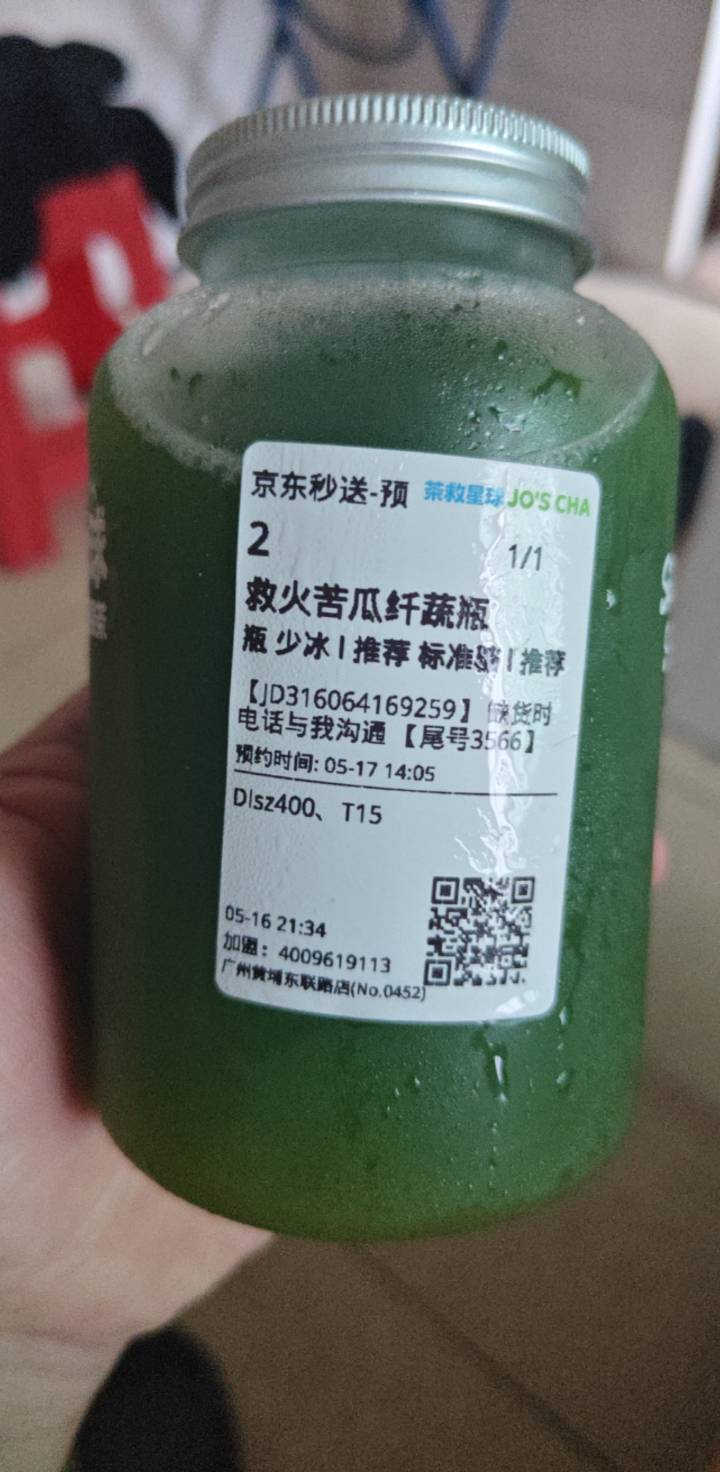 京东秒送-预 茶救星球 JO'S CHA
2 1/1
救火苦瓜纤蔬瓶
瓶 少冰 | 推荐 标准 | 推荐
【JD316064169259】 缺货时
电话与我沟通 【尾号3566】
预约时间: 05-17 14:05
Dlsz400、T15
05-16 21:34
加盟：4009619113
广州黄埔东联路店(No.0452)